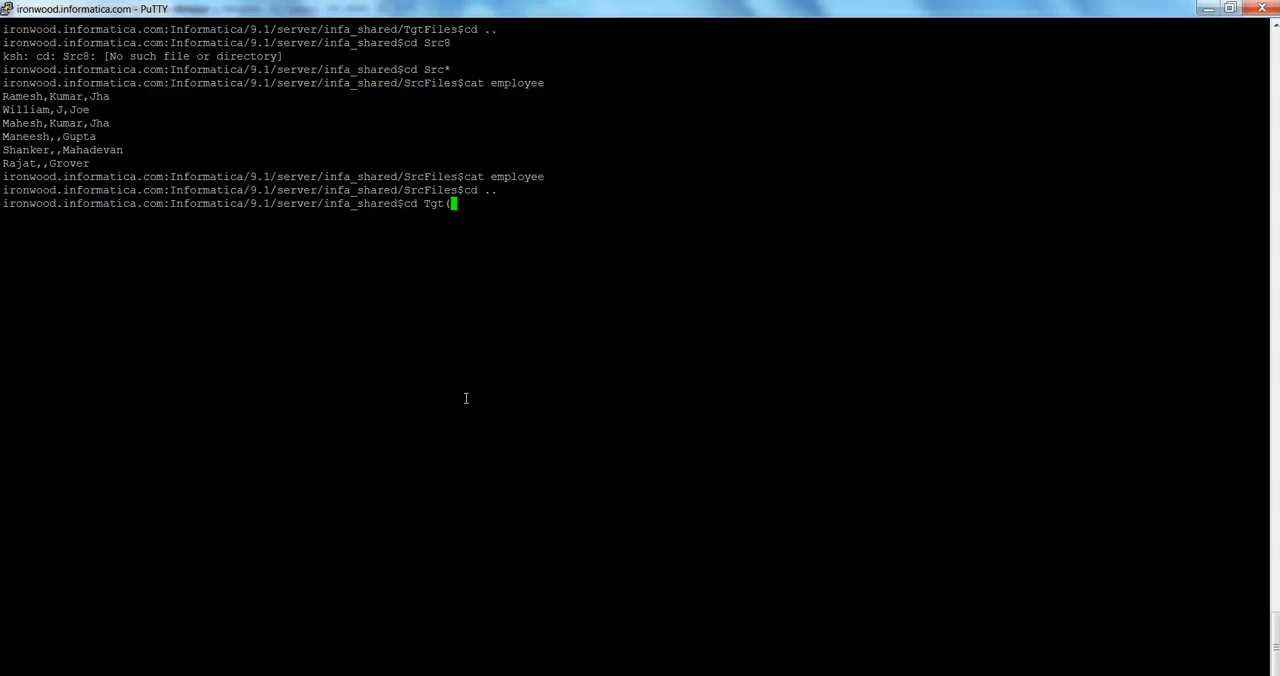 ironwood.informatica.com - PuTTY
ironwood.informatica.com:Informatica/9.1/server/infa_shared/TgtFiles$cd ..
ironwood.informatica.com:Informatica/9.1/server/infa_shared$cd Src8
ksh: cd: Src8: [No such file or directory]
ironwood.informatica.com:Informatica/9.1/server/infa_shared$cd Src*
ironwood.informatica.com:Informatica/9.1/server/infa_shared/SrcFiles$cat employee
Ramesh,Kumar,Jha
William,J,Joe
Mahesh,Kumar,Jha
Maneesh,,Gupta
Shanker,,Mahadevan
Rajat,,Grover
ironwood.informatica.com:Informatica/9.1/server/infa_shared/SrcFiles$cat employee
ironwood.informatica.com:Informatica/9.1/server/infa_shared/SrcFiles$cd ..
ironwood.informatica.com:Informatica/9.1/server/infa_shared$cd Tgt(